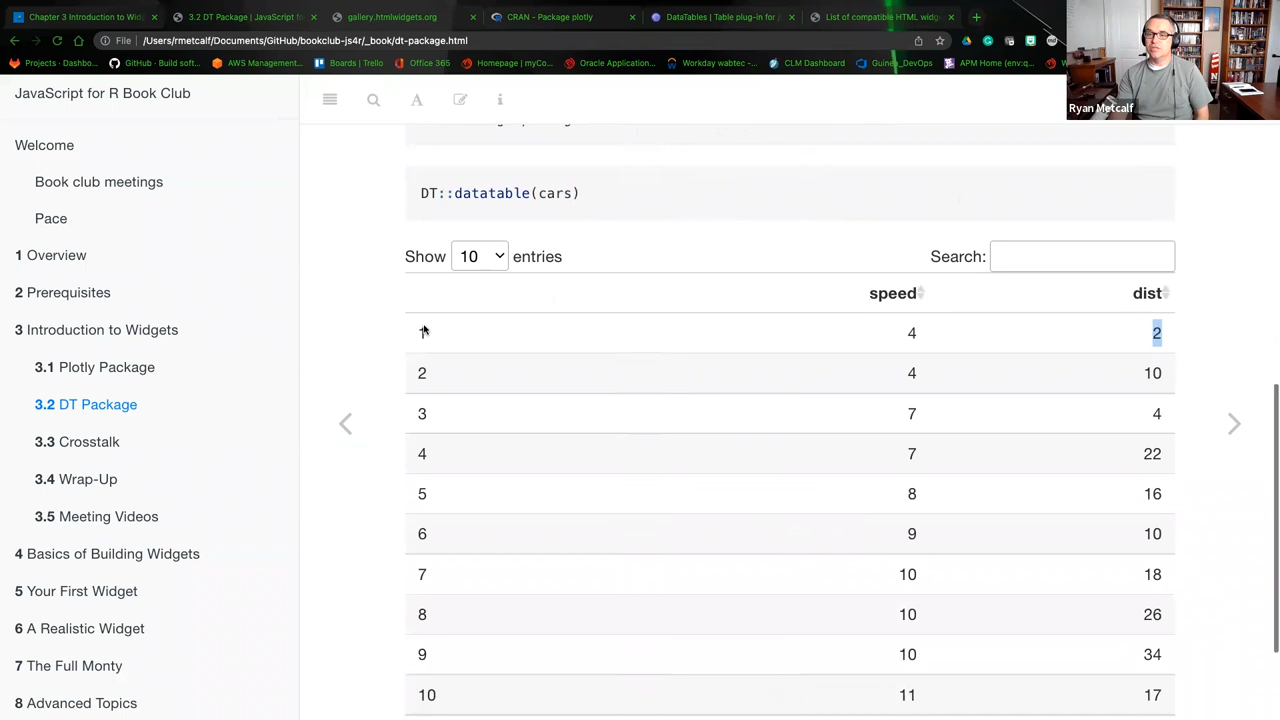 Chapter 3 Introduction to Wid
3.2 DT Package | JavaScript fo
gallery.htmlwidgets.org
CRAN - Package plotly
DataTables | Table plug-in for
List of compatible HTML widg
File
/Users/rmetcalf/Documents/GitHub/bookclub-js4r/_book/dt-package.html
Projects - Dashbo...
GitHub - Build soft...
AWS Management...
Boards | Trello
Office 365
Homepage | myCo...
Oracle Application...
Workday wabtec -...
CLM Dashboard
Guinea_DevOps
APM Home (env:q...
Ryan Metcalf
JavaScript for R Book Club
Welcome
Book club meetings
Pace
1 Overview
2 Prerequisites
3 Introduction to Widgets
3.1 Plotly Package
3.2 DT Package
3.3 Crosstalk
3.4 Wrap-Up
3.5 Meeting Videos
4 Basics of Building Widgets
5 Your First Widget
6 A Realistic Widget
7 The Full Monty
8 Advanced Topics
DT::datatable(cars)
Show 10 entries
Search:
speed dist
1 4 2
2 4 10
3 7 4
4 7 22
5 8 16
6 9 10
7 10 18
8 10 26
9 10 34
10 11 17